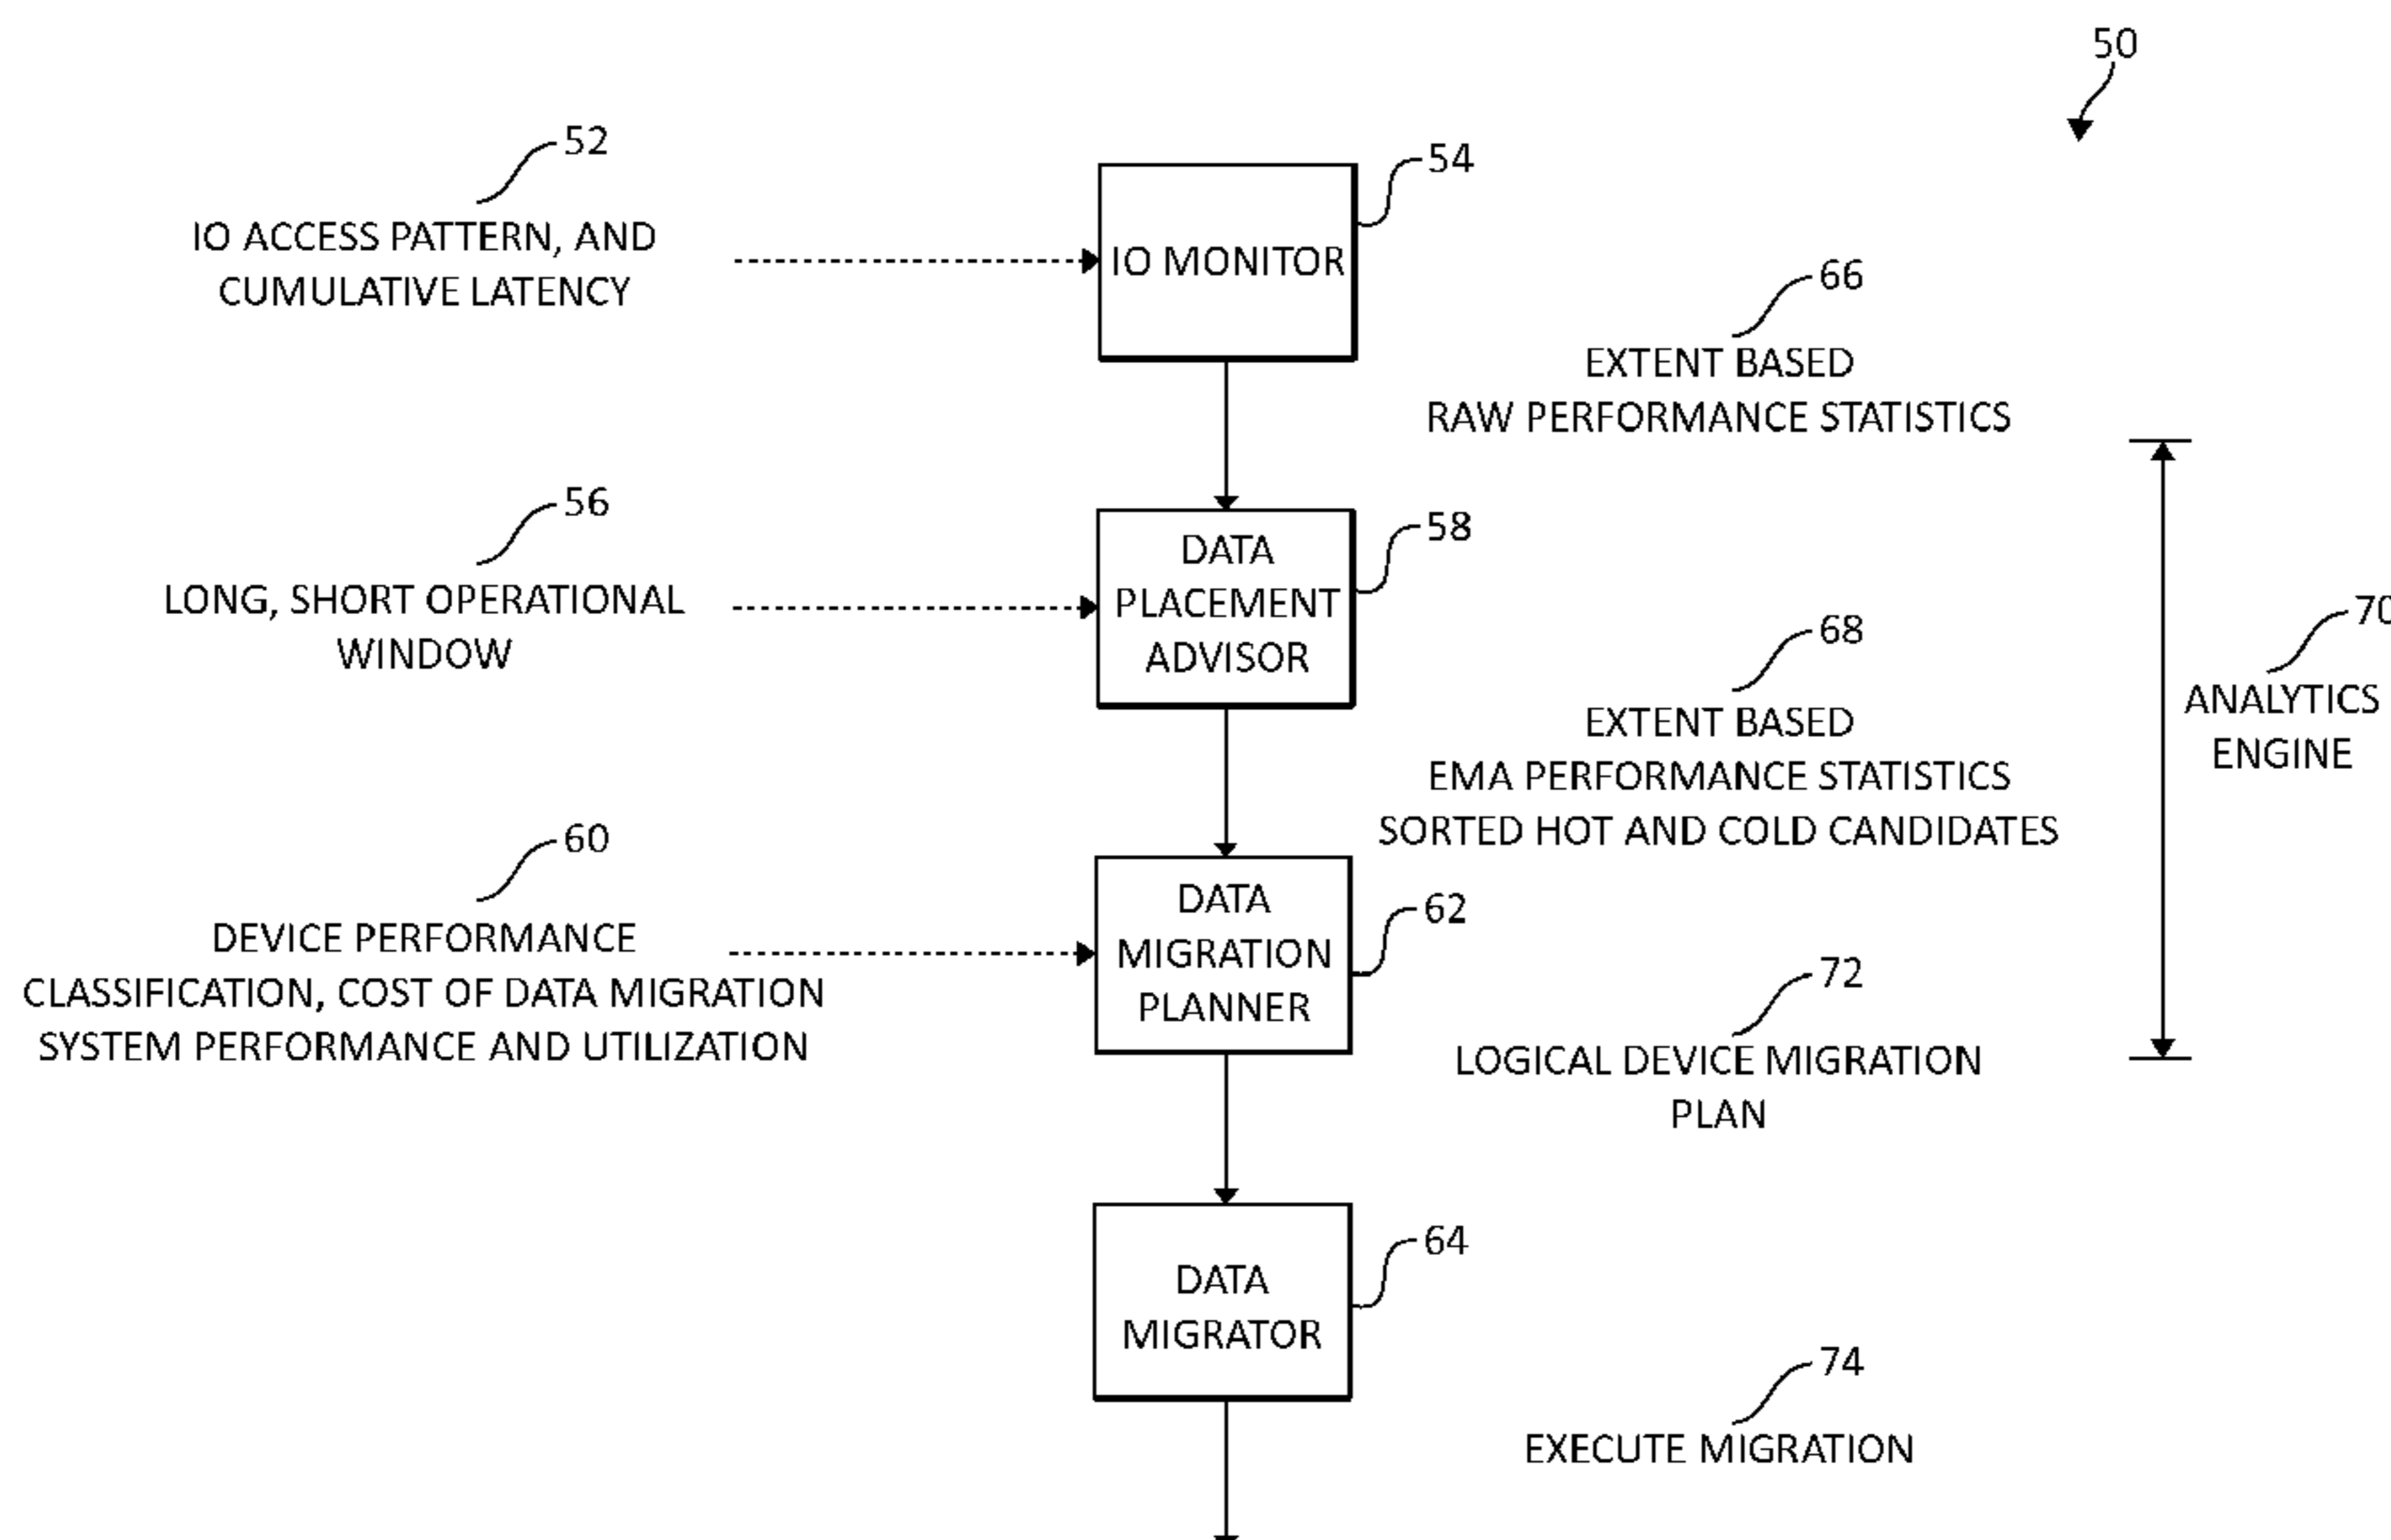 50
52
IO ACCESS PATTERN, AND
CUMULATIVE LATENCY
54
IO MONITOR
66
EXTENT BASED
RAW PERFORMANCE STATISTICS
56
LONG, SHORT OPERATIONAL
WINDOW
58
DATA
PLACEMENT
ADVISOR
68
EXTENT BASED
EMA PERFORMANCE STATISTICS
SORTED HOT AND COLD CANDIDATES
70
ANALYTICS
ENGINE
60
DEVICE PERFORMANCE
CLASSIFICATION, COST OF DATA MIGRATION
SYSTEM PERFORMANCE AND UTILIZATION
62
DATA
MIGRATION
PLANNER
72
LOGICAL DEVICE MIGRATION
PLAN
64
DATA
MIGRATOR
74
EXECUTE MIGRATION